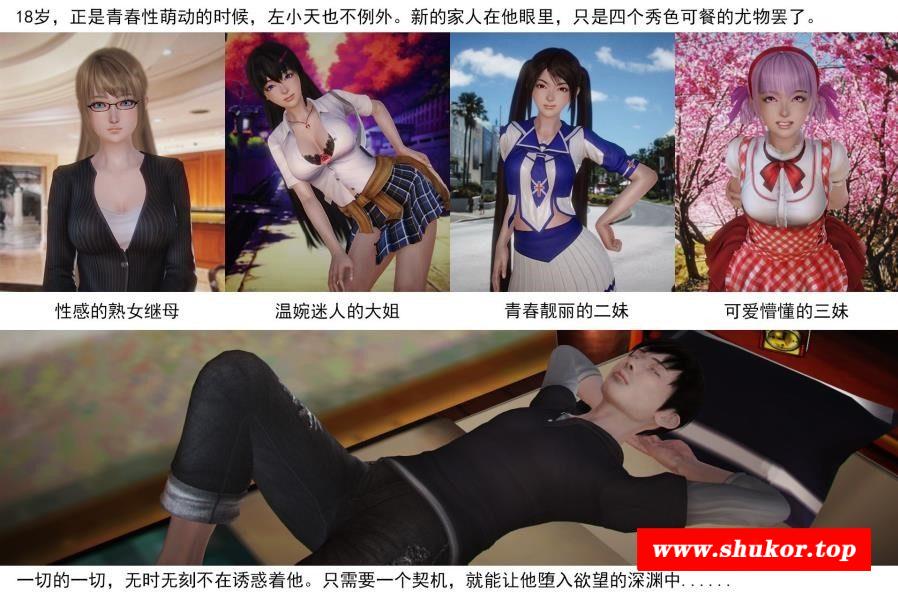 18岁，正是青春性萌动的时候，左小天也不例外。新的家人在他眼里，只是四个秀色可餐的尤物罢了。
性感的熟女继母
温婉迷人的大姐
青春靓丽的二妹
可爱懵懂的三妹
www.shukor.top
一切的一切，无时无刻不在诱惑着他。只需要一个契机，就能让他堕入欲望的深渊中......